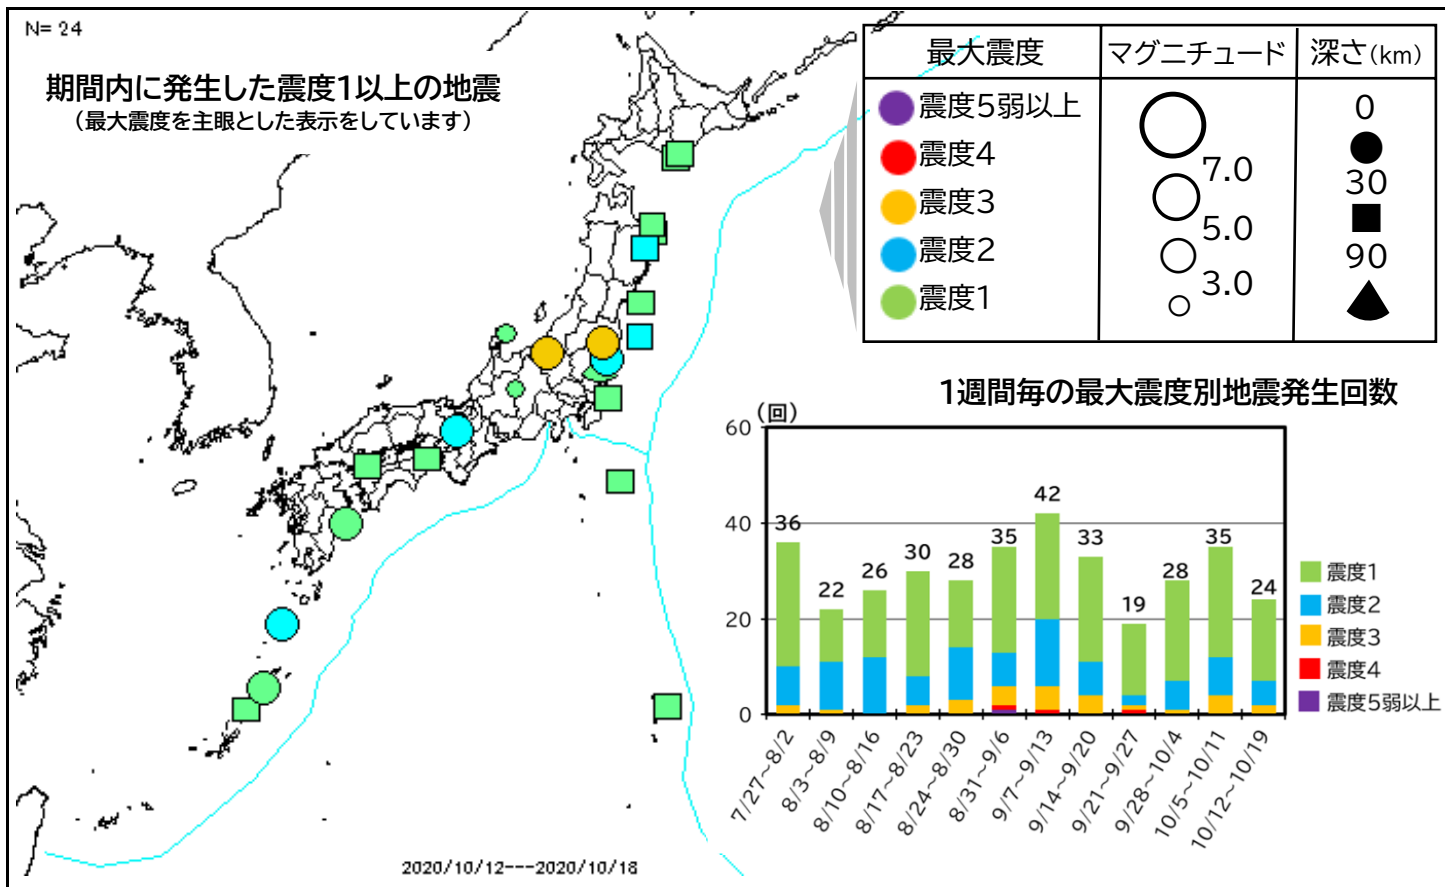 N= 24
期間内に発生した震度1以上の地震
（最大震度を主眼とした表示をしています）
最大震度 マグニチュード 深さ(km)
震度5弱以上
震度4
震度3
震度2
震度1
7.0
5.0
3.0
0
30
90
1週間毎の最大震度別地震発生回数
(回)
60
40
20
0
36 22 26 30 28 35 42 33 19 28 35 24
7/27～8/2
8/3～8/9
8/10～8/16
8/17～8/23
8/24～8/30
8/31～9/6
9/7～9/13
9/14～9/20
9/21～9/27
9/28～10/4
10/5～10/11
10/12～10/19
震度1
震度2
震度3
震度4
震度5弱以上
2020/10/12---2020/10/18